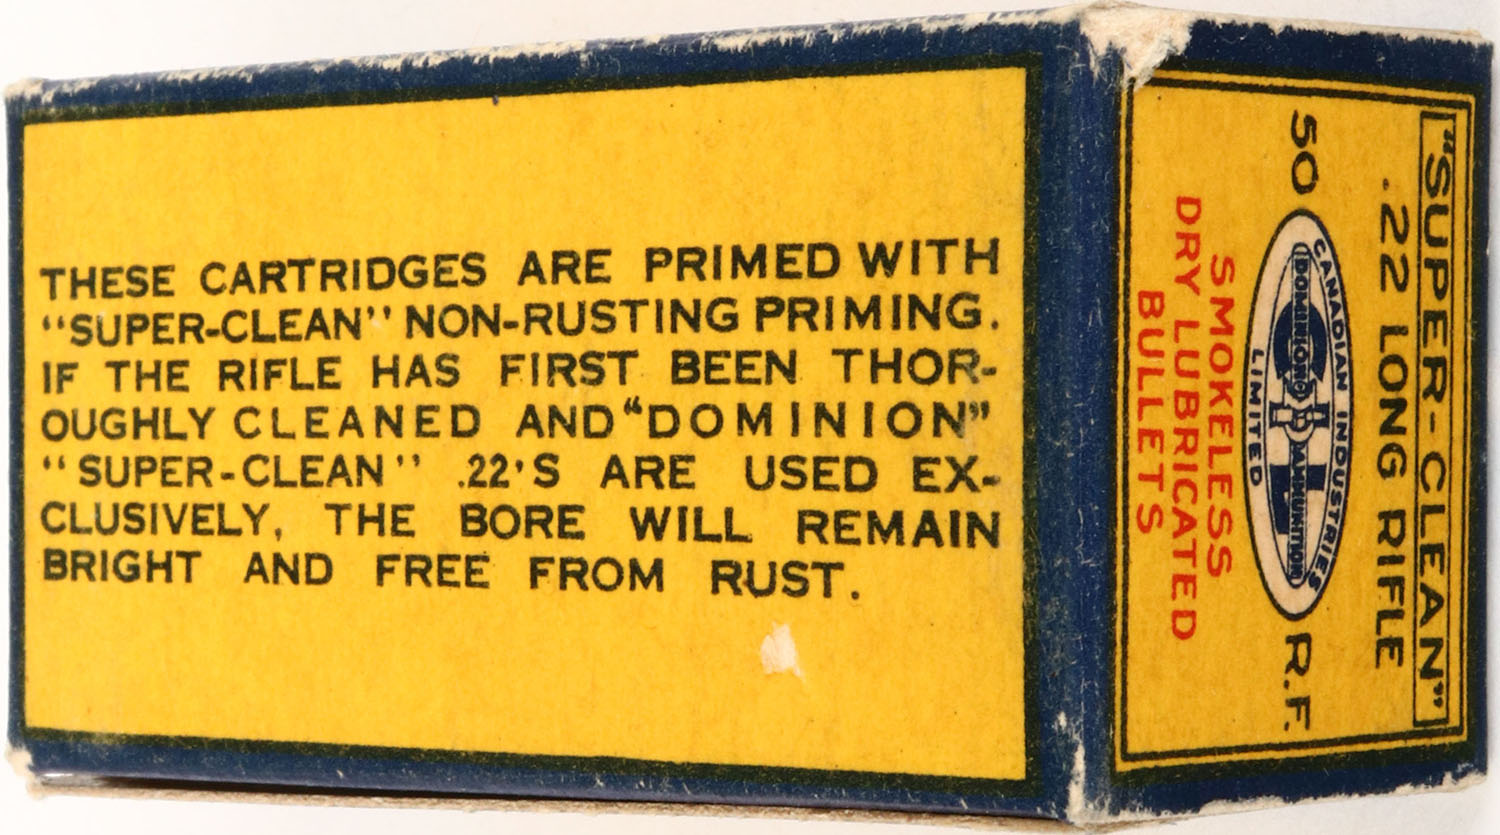 THESE CARTRIDGES ARE PRIMED WITH
"SUPER-CLEAN" NON-RUSTING PRIMING.
IF THE RIFLE HAS FIRST BEEN THOR-
OUGHLY CLEANED AND "DOMINION"
"SUPER-CLEAN" .22'S ARE USED EX-
CLUSIVELY, THE BORE WILL REMAIN
BRIGHT AND FREE FROM RUST.
"SUPER-CLEAN"
.22 LONG RIFLE
50 R.F.
CANADIAN INDUSTRIES
DOMINION AMMUNITION
CIL
LIMITED
SMOKELESS
DRY LUBRICATED
BULLETS